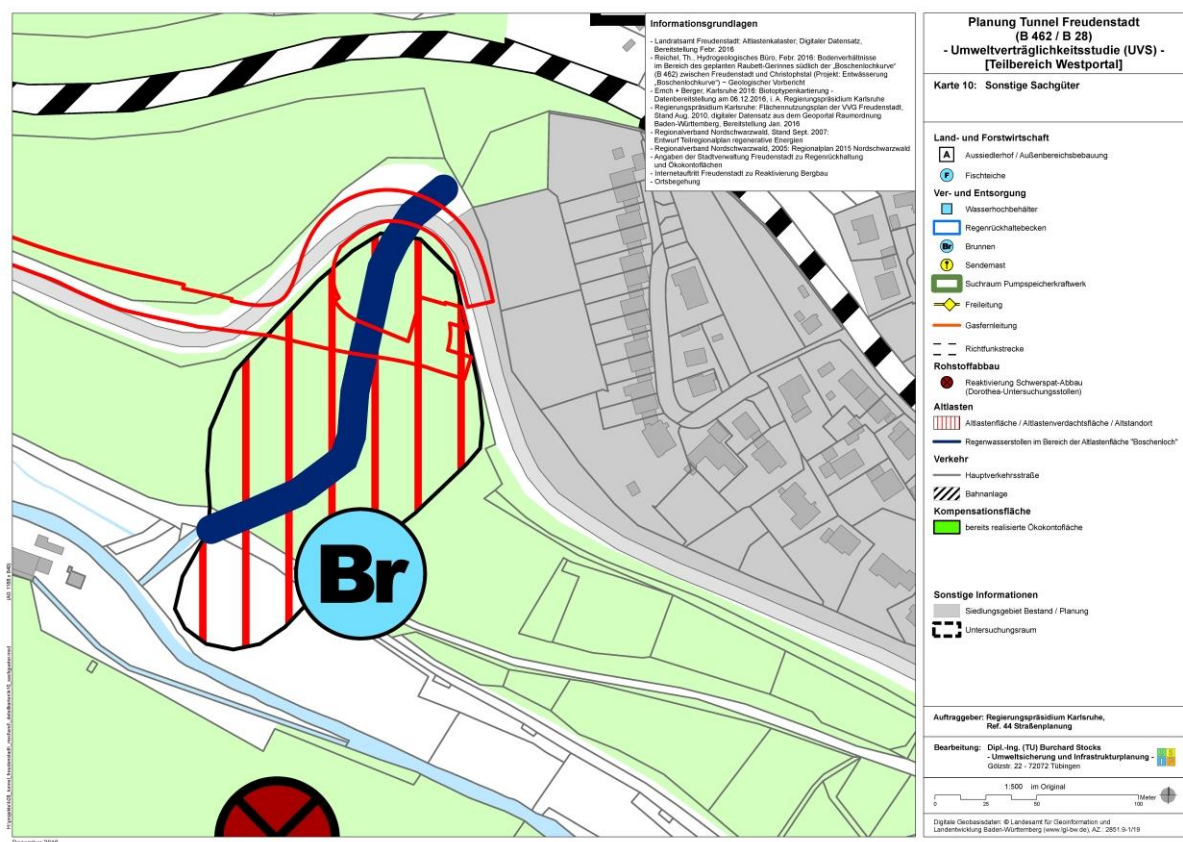 Informationsgrundlagen
- Landratsamt Freudenstadt: Altlastenkataster; Digitaler Datensatz,
Bereitstellung Febr. 2016
- Reichel, Th., Hydrogeologisches Büro, Febr. 2016: Bodenverhältnisse
im Bereich des geplanten Raubett-Gerinnes südlich der „Boschenlochkurve“
(B 462) zwischen Freudenstadt und Christophstal (Projekt: Entwässerung
„Boschenlochkurve“) – Geologischer Vorbericht
- Emch + Berger, Karlsruhe 2016: Biotoptypenkartierung -
Datenbereitstellung am 06.12.2016, i. A. Regierungspräsidium Karlsruhe
- Regierungspräsidium Karlsruhe: Flächennutzungsplan der VVG Freudenstadt,
Stand Aug. 2010, digitaler Datensatz aus dem Geoportal Raumordnung
Baden-Württemberg, Bereitstellung Jan. 2016
- Regionalverband Nordschwarzwald, Stand Sept. 2007:
Entwurf Teilregionalplan regenerative Energien
- Regionalverband Nordschwarzwald, 2005: Regionalplan 2015 Nordschwarzwald
- Angaben der Stadtverwaltung Freudenstadt zu Regenrückhaltung
und Ökokontoflächen
- Internetauftritt Freudenstadt zu Reaktivierung Bergbau
- Ortsbegehung
Br
Planung Tunnel Freudenstadt
(B 462 / B 28)
- Umweltverträglichkeitsstudie (UVS) -
[Teilbereich Westportal]
Karte 10: Sonstige Sachgüter
Land- und Forstwirtschaft
A Aussiedlerhof / Außenbereichsbebauung
F Fischteiche
Ver- und Entsorgung
Wasserhochbehälter
Regenrückhaltebecken
Br Brunnen
Sendemast
Suchraum Pumpspeicherkraftwerk
Freileitung
Gasfernleitung
Richtfunkstrecke
Rohstoffabbau
Reaktivierung Schwerspat-Abbau
(Dorothea-Untersuchungsstollen)
Altlasten
Altlastenfläche / Altlastenverdachtsfläche / Altstandort
Regenwasserstollen im Bereich der Altlastenfläche "Boschenloch"
Verkehr
Hauptverkehrsstraße
Bahnanlage
Kompensationsfläche
bereits realisierte Ökokontofläche
Sonstige Informationen
Siedlungsgebiet Bestand / Planung
Untersuchungsraum
Auftraggeber: Regierungspräsidium Karlsruhe,
Ref. 44 Straßenplanung
Bearbeitung: Dipl.-Ing. (TU) Burchard Stocks
- Umweltsicherung und Infrastrukturplanung -
Gölzstr. 22 - 72072 Tübingen
1:500 im Original
0 25 50 100 Meter
Digitale Geobasisdaten: © Landesamt für Geoinformation und
Landentwicklung Baden-Württemberg (www.lgl-bw.de), AZ.: 2851.9-1/19